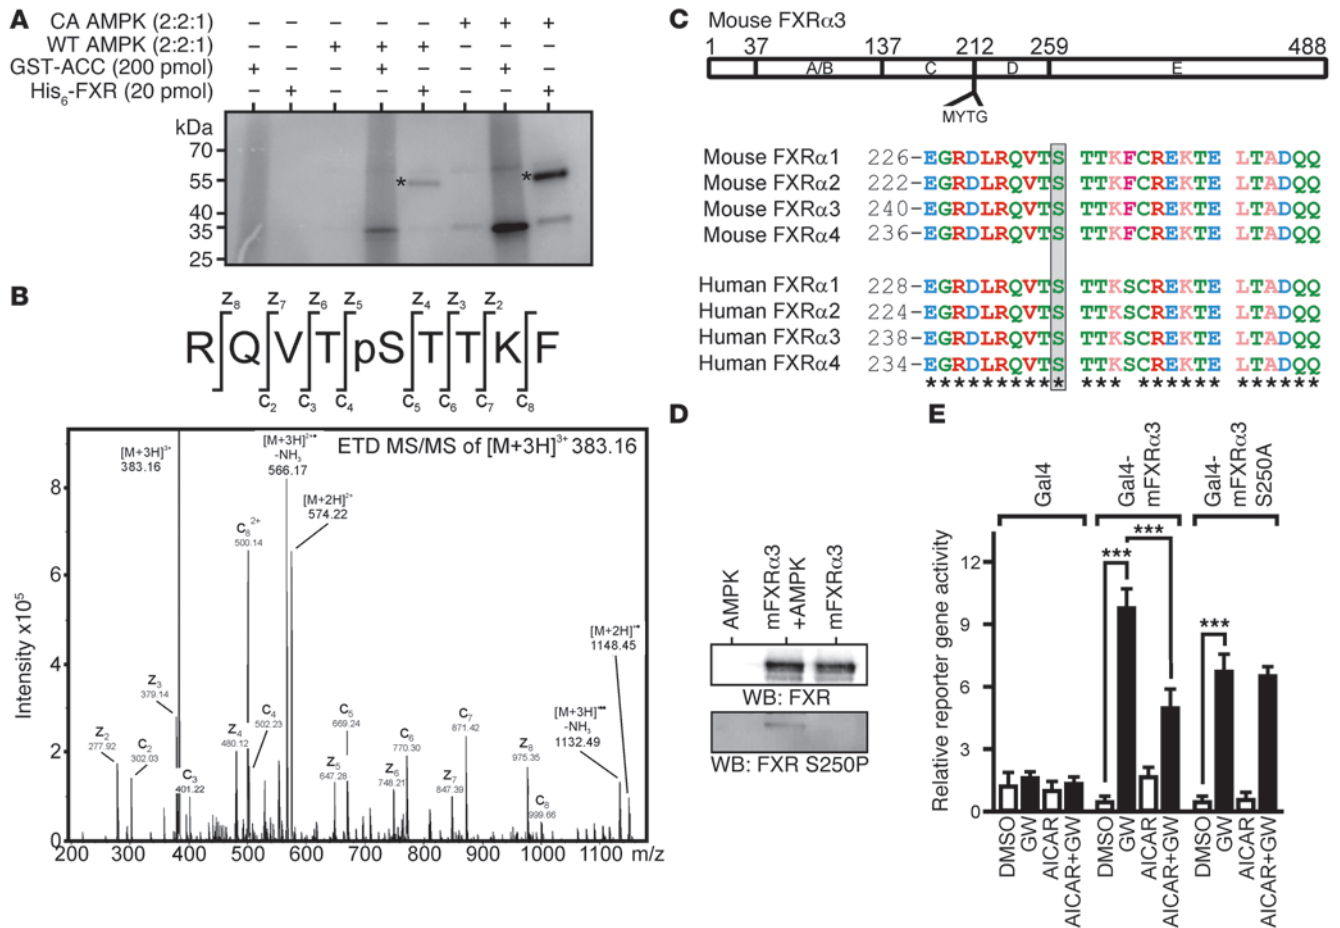 A
CA AMPK (2:2:1) – – – – – + + +
WT AMPK (2:2:1) – – + + + – – –
GST-ACC (200 pmol) + – – + – – + –
His6-FXR (20 pmol) – + – – + – – +
kDa
70
55
40
35
25
*
*
B
z8 z7 z6 z5 z4 z3 z2
RQVTpSTTKF
c2 c3 c4 c5 c6 c7 c8
ETD MS/MS of [M+3H]3+ 383.16
[M+3H]3+
383.16
[M+3H]2+•
-NH3
566.17
[M+2H]2+
574.22
c8 2+
500.14
[M+2H]+•
1148.45
[M+3H]+••
-NH3
1132.49
z2
277.92
c2
302.03
z3
379.14
c3
401.22
z4
480.12
c4
502.23
z5
647.28
c5
669.24
z6
748.21
c6
770.30
z7
847.39
c7
871.42
z8
975.35
c8
999.66
Intensity x10^5
8
6
4
2
0
200 300 400 500 600 700 800 900 1000 1100 m/z
C Mouse FXRα3
1 37 137 212 259 488
A/B C D E
MYTG
Mouse FXRα1 226-EGRDLRQVTS TTKFCREKTE LTADQQ
Mouse FXRα2 222-EGRDLRQVTS TTKFCREKTE LTADQQ
Mouse FXRα3 240-EGRDLRQVTS TTKFCREKTE LTADQQ
Mouse FXRα4 236-EGRDLRQVTS TTKFCREKTE LTADQQ
Human FXRα1 228-EGRDLRQVTS TTKSCREKTE LTADQQ
Human FXRα2 224-EGRDLRQVTS TTKSCREKTE LTADQQ
Human FXRα3 238-EGRDLRQVTS TTKSCREKTE LTADQQ
Human FXRα4 234-EGRDLRQVTS TTKSCREKTE LTADQQ
********** *** ****** ******
D
AMPK
mFXRα3
+AMPK
mFXRα3
WB: FXR
WB: FXR S250P
E
Gal4
Gal4-
mFXRα3
Gal4-
mFXRα3
S250A
Relative reporter gene activity
12
9
6
3
0
*** *** ***
DMSO
GW
AICAR
AICAR+GW
DMSO
GW
AICAR
AICAR+GW
DMSO
GW
AICAR
AICAR+GW